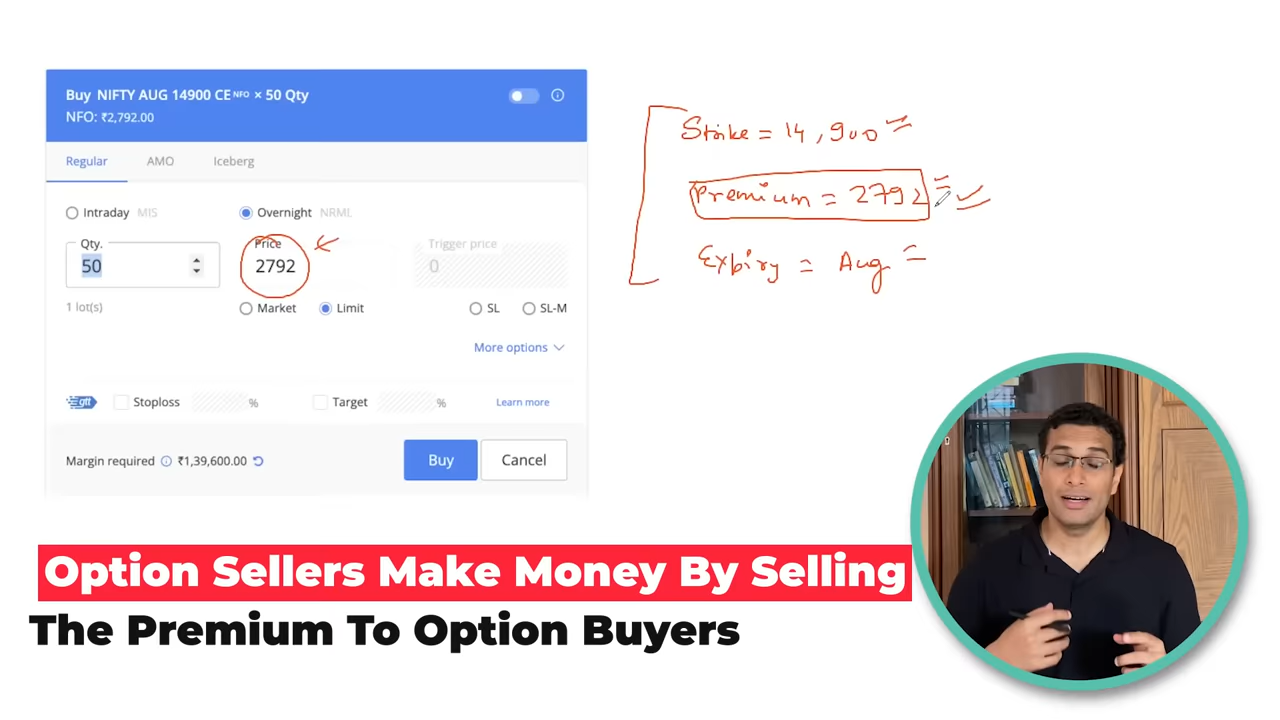 Buy NIFTY AUG 14900 CE NFO × 50 Qty
NFO: ₹2,792.00
Regular AMO Iceberg
Intraday MIS Overnight NRML
Qty. Price Trigger price
50 2792 0
1 lot(s) Market Limit SL SL-M
More options
gtt Stoploss % Target % Learn more
Margin required ₹1,39,600.00 Buy Cancel
Strike = 14,900
Premium = 2792
Expiry = Aug
Option Sellers Make Money By Selling
The Premium To Option Buyers